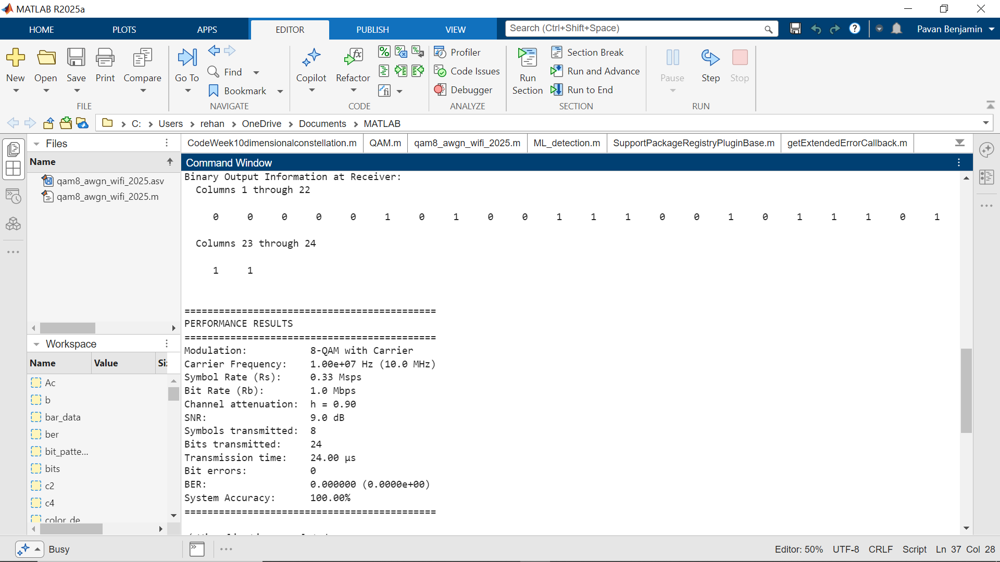 MATLAB R2025a
HOME PLOTS APPS EDITOR PUBLISH VIEW Search (Ctrl+Shift+Space) Pavan Benjamin
New Open Save Print Compare
FILE
Go To Find Bookmark
NAVIGATE
Copilot Refactor
CODE
Profiler
Code Issues
Debugger
ANALYZE
Run Section
Section Break
Run and Advance
Run to End
SECTION
Pause Step Stop
RUN
C: Users rehan OneDrive Documents MATLAB
Files
Name
qam8_awgn_wifi_2025.asv
qam8_awgn_wifi_2025.m
Workspace
Name Value
Ac
b
bar_data
ber
bit_patte...
bits
c2
c4
color_de
CodeWeek10dimensionalconstellation.m QAM.m qam8_awgn_wifi_2025.m ML_detection.m SupportPackageRegistryPluginBase.m getExtendedErrorCallback.m
Command Window
Binary Output Information at Receiver:
Columns 1 through 22
0 0 0 0 0 1 0 1 0 0 1 1 1 0 0 1 0 1 1 1 0 1
Columns 23 through 24
1 1
============================================
PERFORMANCE RESULTS
============================================
Modulation: 8-QAM with Carrier
Carrier Frequency: 1.00e+07 Hz (10.0 MHz)
Symbol Rate (Rs): 0.33 Msps
Bit Rate (Rb): 1.0 Mbps
Channel attenuation: h = 0.90
SNR: 9.0 dB
Symbols transmitted: 8
Bits transmitted: 24
Transmission time: 24.00 μs
Bit errors: 0
BER: 0.000000 (0.0000e+00)
System Accuracy: 100.00%
============================================
Busy
Editor: 50% UTF-8 CRLF Script Ln 37 Col 28